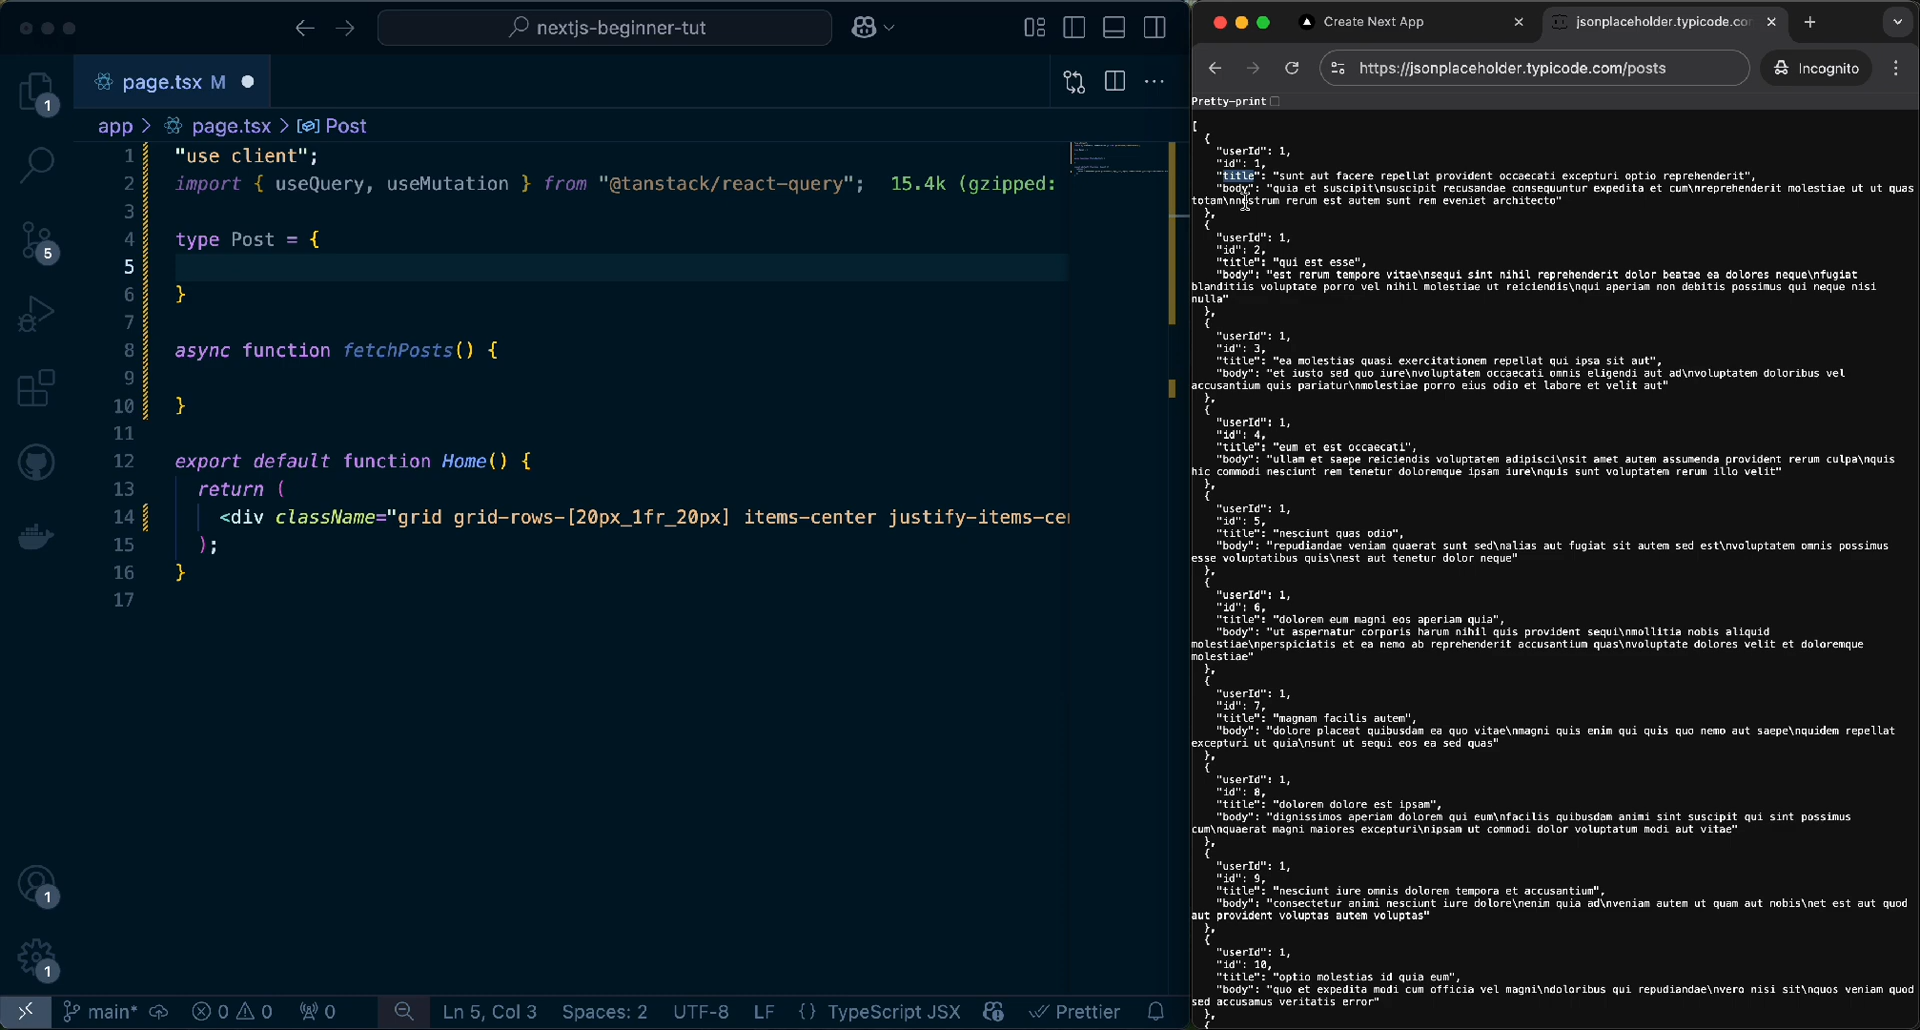 nextjs-beginner-tut
page.tsx M
app > page.tsx > Post
1 "use client";
2 import { useQuery, useMutation } from "@tanstack/react-query"; 15.4k (gzipped:
3
4 type Post = {
5
6 }
7
8 async function fetchPosts() {
9
10 }
11
12 export default function Home() {
13 return (
14 <div className="grid grid-rows-[20px_1fr_20px] items-center justify-items-cen
15 );
16 }
17
1
5
1
1
main* 0 0 0 Ln 5, Col 3 Spaces: 2 UTF-8 LF {} TypeScript JSX Prettier
Create Next App
jsonplaceholder.typicode.com
https://jsonplaceholder.typicode.com/posts
Incognito
Pretty-print
[
{
"userId": 1,
"id": 1,
"title": "sunt aut facere repellat provident occaecati excepturi optio reprehenderit",
"body": "quia et suscipit\nsuscipit recusandae consequuntur expedita et cum\nreprehenderit molestiae ut ut quas
totam\nnostrum rerum est autem sunt rem eveniet architecto"
},
{
"userId": 1,
"id": 2,
"title": "qui est esse",
"body": "est rerum tempore vitae\nsequi sint nihil reprehenderit dolor beatae ea dolores neque\nfugiat
blanditiis voluptate porro vel nihil molestiae ut reiciendis\nqui aperiam non debitis possimus qui neque nisi
nulla"
},
{
"userId": 1,
"id": 3,
"title": "ea molestias quasi exercitationem repellat qui ipsa sit aut",
"body": "et iusto sed quo iure\nvoluptatem occaecati omnis eligendi aut ad\nvoluptatem doloribus vel
accusantium quis pariatur\nmolestiae porro eius odio et labore et velit aut"
},
{
"userId": 1,
"id": 4,
"title": "eum et est occaecati",
"body": "ullam et saepe reiciendis voluptatem adipisci\nsit amet autem assumenda provident rerum culpa\nquis
hic commodi nesciunt rem tenetur doloremque ipsam iure\nquis sunt voluptatem rerum illo velit"
},
{
"userId": 1,
"id": 5,
"title": "nesciunt quas odio",
"body": "repudiandae veniam quaerat sunt sed\nalias aut fugiat sit autem sed est\nvoluptatem omnis possimus
esse voluptatibus quis\nest aut tenetur dolor neque"
},
{
"userId": 1,
"id": 6,
"title": "dolorem eum magni eos aperiam quia",
"body": "ut aspernatur corporis harum nihil quis provident sequi\nmollitia nobis aliquid
molestiae\nperspiciatis et ea nemo ab reprehenderit accusantium quas\nvoluptate dolores velit et doloremque
molestiae"
},
{
"userId": 1,
"id": 7,
"title": "magnam facilis autem",
"body": "dolore placeat quibusdam ea quo vitae\nmagni quis enim qui quis quo nemo aut saepe\nquidem repellat
excepturi ut quia\nsunt ut sequi eos ea sed quas"
},
{
"userId": 1,
"id": 8,
"title": "dolorem dolore est ipsam",
"body": "dignissimos aperiam dolorem qui eum\nfacilis quibusdam animi sint suscipit qui sint possimus
cum\nquaerat magni maiores excepturi\nipsam ut commodi dolor voluptatum modi aut vitae"
},
{
"userId": 1,
"id": 9,
"title": "nesciunt iure omnis dolorem tempora et accusantium",
"body": "consectetur animi nesciunt iure dolore\nenim quia ad\nveniam autem ut quam aut nobis\net est aut quod
aut provident voluptas autem voluptas"
},
{
"userId": 1,
"id": 10,
"title": "optio molestias id quia eum",
"body": "quo et expedita modi cum officia vel magni\ndoloribus qui repudiandae\nvero nisi sit\nquos veniam quod
sed accusamus veritatis error"
},
{